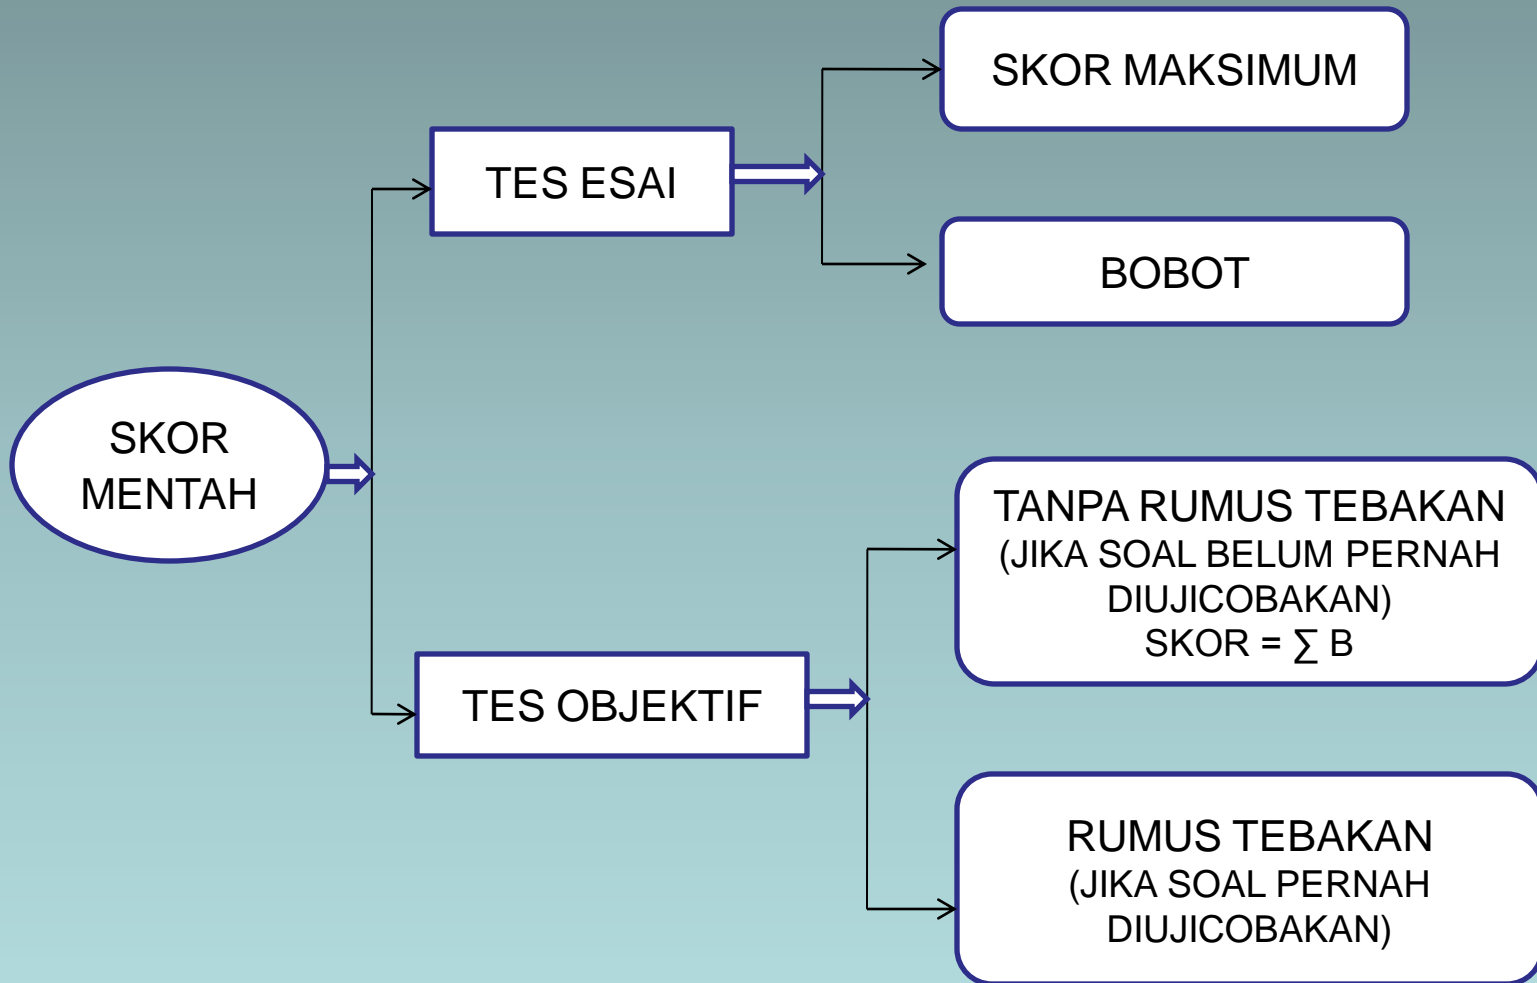 SKOR MAKSIMUM
TES ESAI
BOBOT
SKOR
MENTAH
TANPA RUMUS TEBAKAN
(JIKA SOAL BELUM PERNAH
DIUJICOBAKAN)
SKOR = ∑ B
TES OBJEKTIF
RUMUS TEBAKAN
(JIKA SOAL PERNAH
DIUJICOBAKAN)